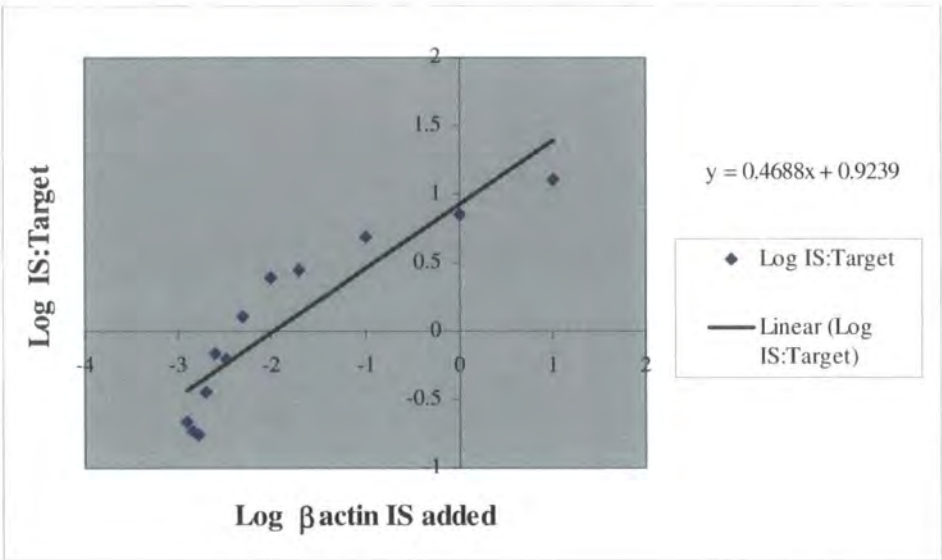 2
1.5
1
0.5
0
-0.5
-1
-4
-3
-2
-1
0
1
2
Log IS:Target
Log β actin IS added
y = 0.4688x + 0.9239
Log IS:Target
Linear (Log
IS:Target)